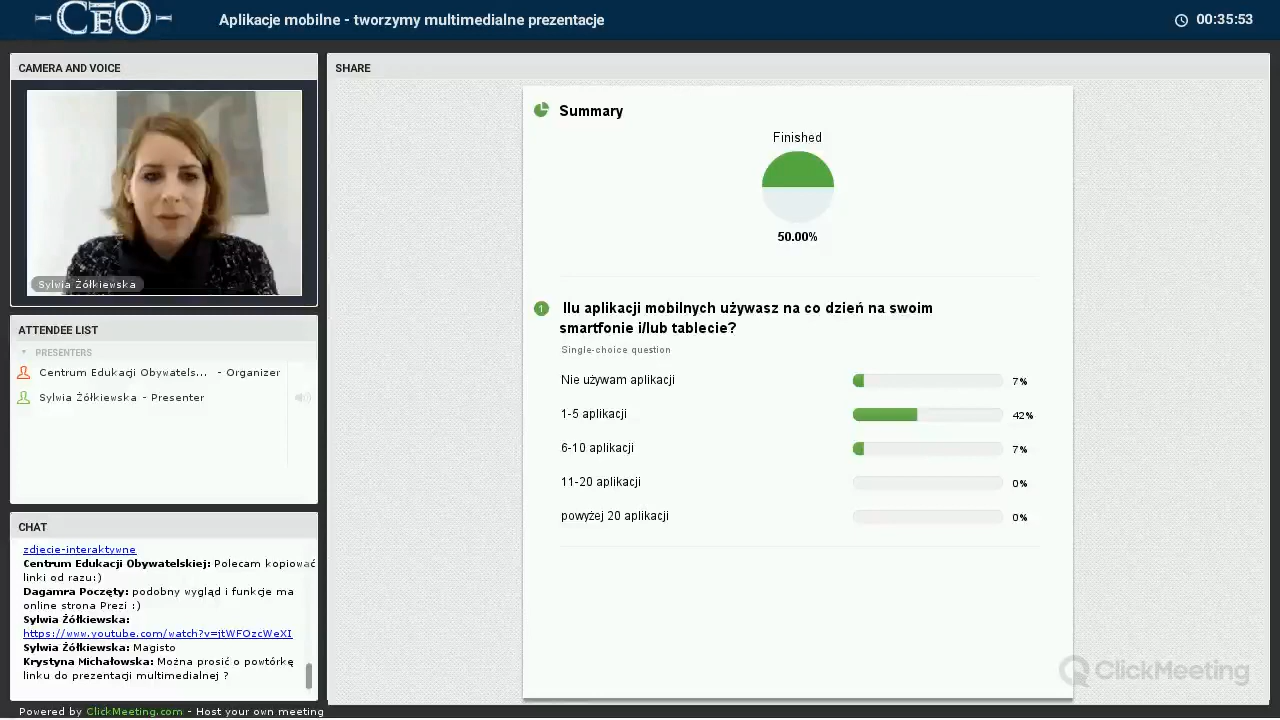 CEO
Aplikacje mobilne - tworzymy multimedialne prezentacje
00:35:53
CAMERA AND VOICE
Sylwia Żółkiewska
ATTENDEE LIST
PRESENTERS
Centrum Edukacji Obywatels... - Organizer
Sylwia Żółkiewska - Presenter
CHAT
zdjecie-interaktywne
Centrum Edukacji Obywatelskiej: Polecam kopiować
linki od razu:)
Dagamra Poczęty: podobny wygląd i funkcje ma
online strona Prezi :)
Sylwia Żółkiewska:
https://www.youtube.com/watch?v=jtWFOzcWeXI
Sylwia Żółkiewska: Magisto
Krystyna Michałowska: Można prosić o powtórkę
linku do prezentacji multimedialnej ?
Powered by ClickMeeting.com - Host your own meeting
SHARE
Summary
Finished
50.00%
1 Ilu aplikacji mobilnych używasz na co dzień na swoim
smartfonie i/lub tablecie?
Single-choice question
Nie używam aplikacji 7%
1-5 aplikacji 42%
6-10 aplikacji 7%
11-20 aplikacji 0%
powyżej 20 aplikacji 0%
ClickMeeting